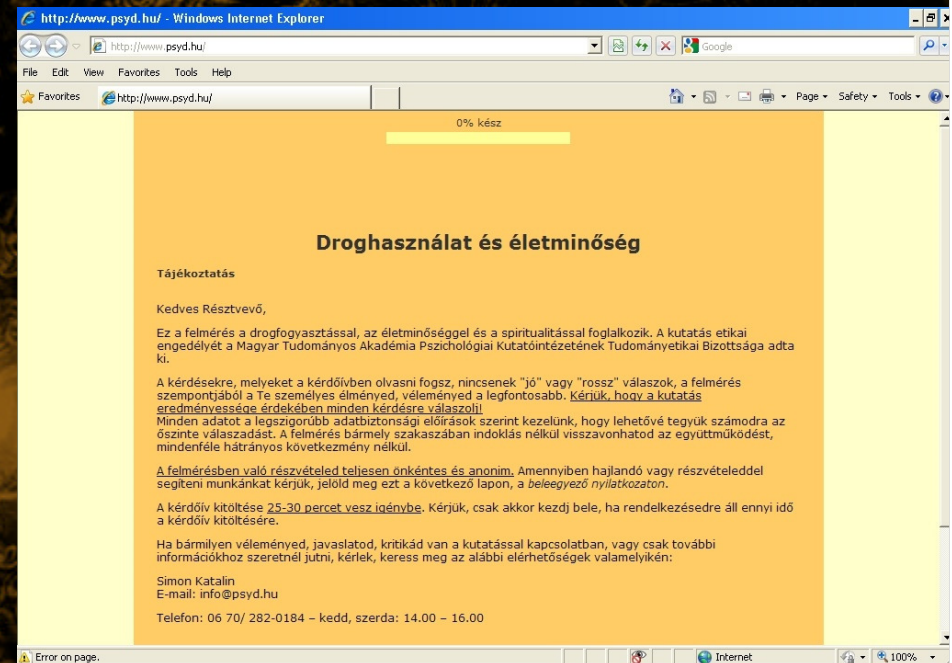 http://www.psyd.hu/ - Windows Internet Explorer
http://www.psyd.hu/
Google
File Edit View Favorites Tools Help
Favorites http://www.psyd.hu/ Page Safety Tools
0% kész
Droghasználat és életminőség
Tájékoztatás
Kedves Résztvevő,
Ez a felmérés a drogfogyasztással, az életminőséggel és a spiritualitással foglalkozik. A kutatás etikai
engedélyét a Magyar Tudományos Akadémia Pszichológiai Kutatóintézetének Tudományetikai Bizottsága adta
ki.
A kérdésekre, melyeket a kérdőívben olvasni fogsz, nincsenek "jó" vagy "rossz" válaszok, a felmérés
szempontjából a Te személyes élményed, véleményed a legfontosabb. Kérjük, hogy a kutatás
eredményessége érdekében minden kérdésre válaszolj!
Minden adatot a legszigorúbb adatbiztonsági előírások szerint kezelünk, hogy lehetővé tegyük számodra az
őszinte válaszadást. A felmérés bármely szakaszában indoklás nélkül visszavonhatod az együttműködést,
mindenféle hátrányos következmény nélkül.
A felmérésben való részvételed teljesen önkéntes és anonim. Amennyiben hajlandó vagy részvételeddel
segíteni munkánkat kérjük, jelöld meg ezt a következő lapon, a beleegyező nyilatkozaton.
A kérdőív kitöltése 25-30 percet vesz igénybe. Kérjük, csak akkor kezdj bele, ha rendelkezésedre áll ennyi idő
a kérdőív kitöltésére.
Ha bármilyen véleményed, javaslatod, kritikád van a kutatással kapcsolatban, vagy csak további
információkhoz szeretnél jutni, kérlek, keress meg az alábbi elérhetőségek valamelyikén:
Simon Katalin
E-mail: info@psyd.hu
Telefon: 06 70/ 282-0184 – kedd, szerda: 14.00 – 16.00
Error on page. Internet 100%